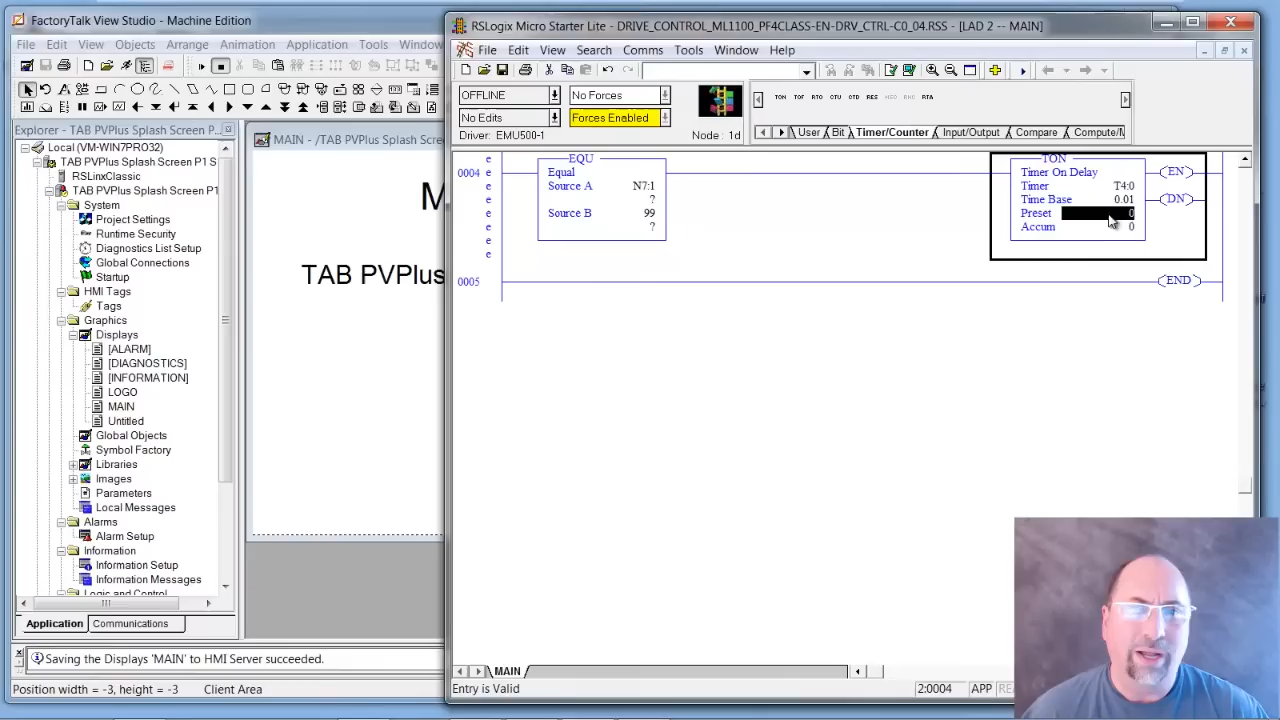 FactoryTalk View Studio - Machine Edition
File Edit View Objects Arrange Animation Application Tools Window
Explorer - TAB PVPlus Splash Screen P...
Local (VM-WIN7PRO32)
TAB PVPlus Splash Screen P1 S
RSLinxClassic
TAB PVPlus Splash Screen P1
System
Project Settings
Runtime Security
Diagnostics List Setup
Global Connections
Startup
HMI Tags
Tags
Graphics
Displays
[ALARM]
[DIAGNOSTICS]
[INFORMATION]
LOGO
MAIN
Untitled
Global Objects
Symbol Factory
Libraries
Images
Parameters
Local Messages
Alarms
Alarm Setup
Information
Information Setup
Information Messages
Logic and Control
Application Communications
Saving the Displays 'MAIN' to HMI Server succeeded.
Position width = -3, height = -3 Client Area
MAIN - /TAB PVPlus Splash Scree
M
TAB PVPlus
RSLogix Micro Starter Lite - DRIVE_CONTROL_ML1100_PF4CLASS-EN-DRV_CTRL-C0_04.RSS - [LAD 2 -- MAIN]
File Edit View Search Comms Tools Window Help
OFFLINE No Forces
No Edits Forces Enabled
Driver: EMU500-1 Node : 1d
TON TOF RTO CTU CTD RES HSC RHC RTA
User Bit Timer/Counter Input/Output Compare Compute/M
0004
e
e
e
e
e
e
e
e
EQU
Equal
Source A N7:1
?
Source B 99
?
TON
Timer On Delay
Timer T4:0
Time Base 0.01
Preset 0
Accum 0
EN
DN
0005
END
MAIN
Entry is Valid
2:0004 APP REA